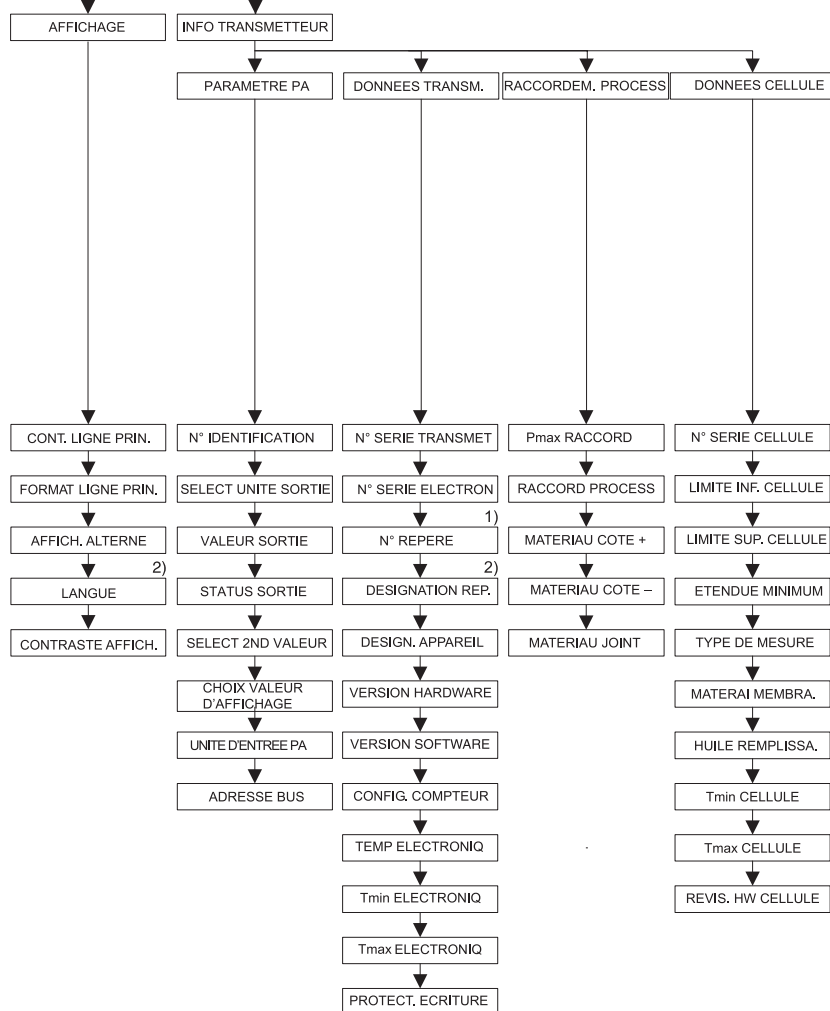 AFFICHAGE
INFO TRANSMETTEUR
PARAMETRE PA
DONNEES TRANSM.
RACCORDEM. PROCESS
DONNEES CELLULE
CONT. LIGNE PRIN.
FORMAT LIGNE PRIN.
AFFICH. ALTERNE
2)
LANGUE
CONTRASTE AFFICH.
N° IDENTIFICATION
SELECT UNITE SORTIE
VALEUR SORTIE
STATUS SORTIE
SELECT 2ND VALEUR
CHOIX VALEUR
D'AFFICHAGE
UNITE D'ENTREE PA
ADRESSE BUS
N° SERIE TRANSMET
N° SERIE ELECTRON
1)
N° REPERE
2)
DESIGNATION REP.
DESIGN. APPAREIL
VERSION HARDWARE
VERSION SOFTWARE
CONFIG. COMPTEUR
TEMP ELECTRONIQ
Tmin ELECTRONIQ
Tmax ELECTRONIQ
PROTECT. ECRITURE
Pmax RACCORD
RACCORD PROCESS
MATERIAU COTE +
MATERIAU COTE –
MATERIAU JOINT
N° SERIE CELLULE
LIMITE INF. CELLULE
LIMITE SUP. CELLULE
ETENDUE MINIMUM
TYPE DE MESURE
MATERAI MEMBRA.
HUILE REMPLISSA.
Tmin CELLULE
Tmax CELLULE
REVIS. HW CELLULE